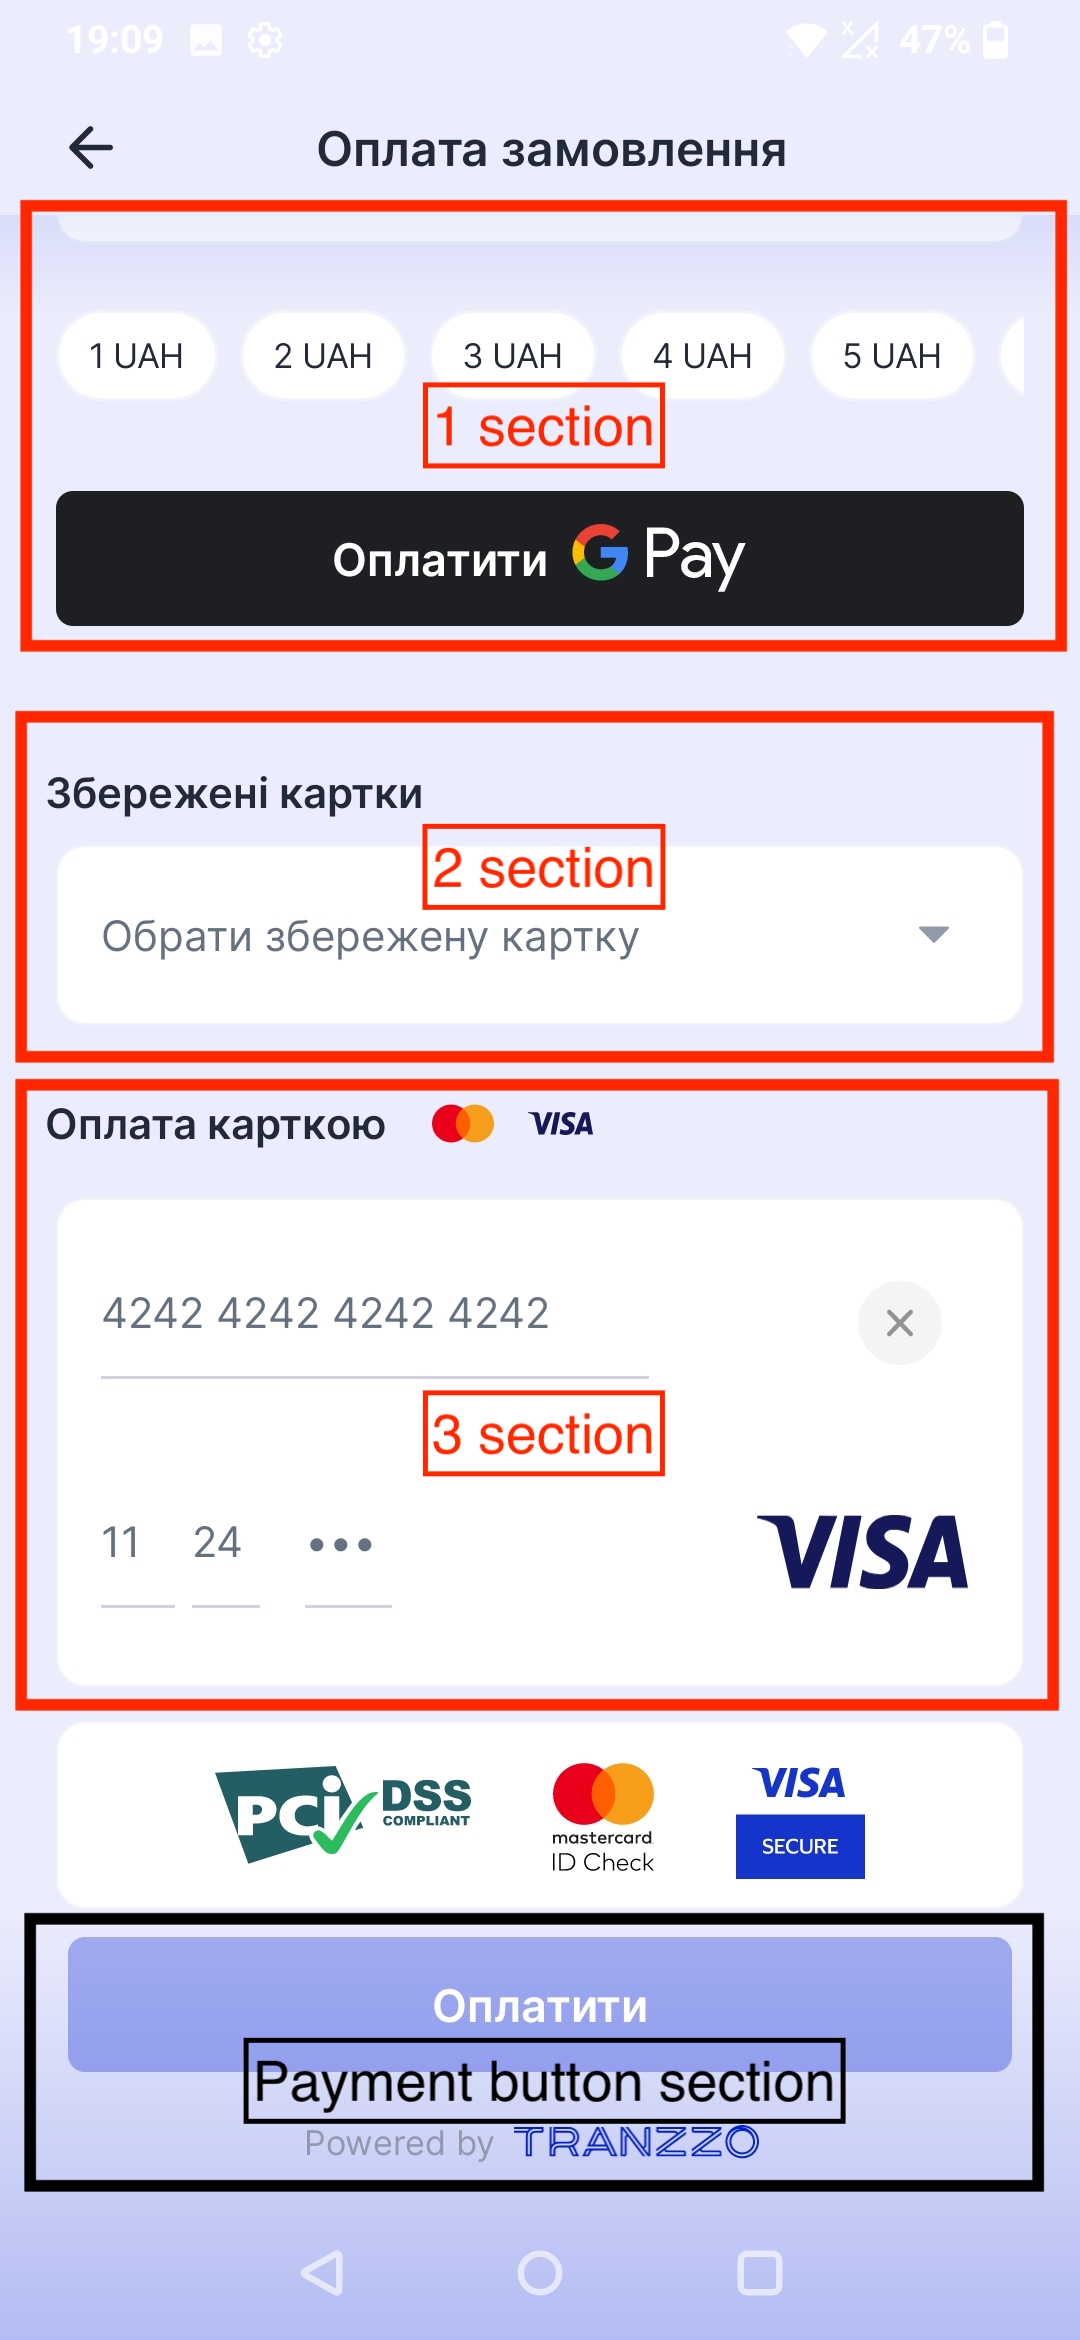 19:09 47%
Оплата замовлення
1 UAH 2 UAH 3 UAH 4 UAH 5 UAH
1 section
Оплатити G Pay
Збережені картки
2 section
Обрати збережену картку
Оплата карткою VISA
4242 4242 4242 4242
3 section
11 24 •••
VISA
PCi DSS COMPLIANT
mastercard ID Check
VISA SECURE
Оплатити
Payment button section
Powered by TRANZZO